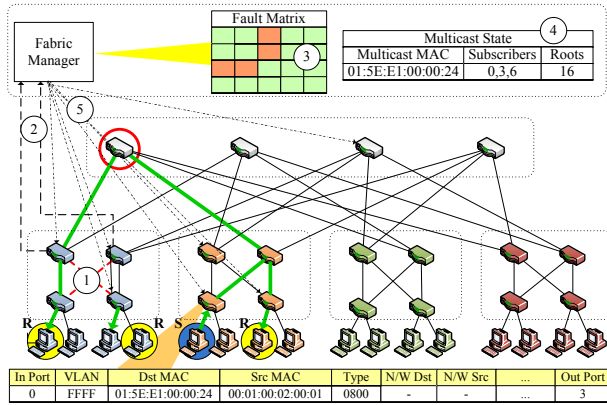 Fabric
Manager
Fault Matrix
3
4
Multicast State
Multicast MAC Subscribers Roots
01:5E:E1:00:00:24 0,3,6 16
2
5
1
R
R
S
R
In Port VLAN Dst MAC Src MAC Type N/W Dst N/W Src ... Out Port
0 FFFF 01:5E:E1:00:00:24 00:01:00:02:00:01 0800 - - ... 3